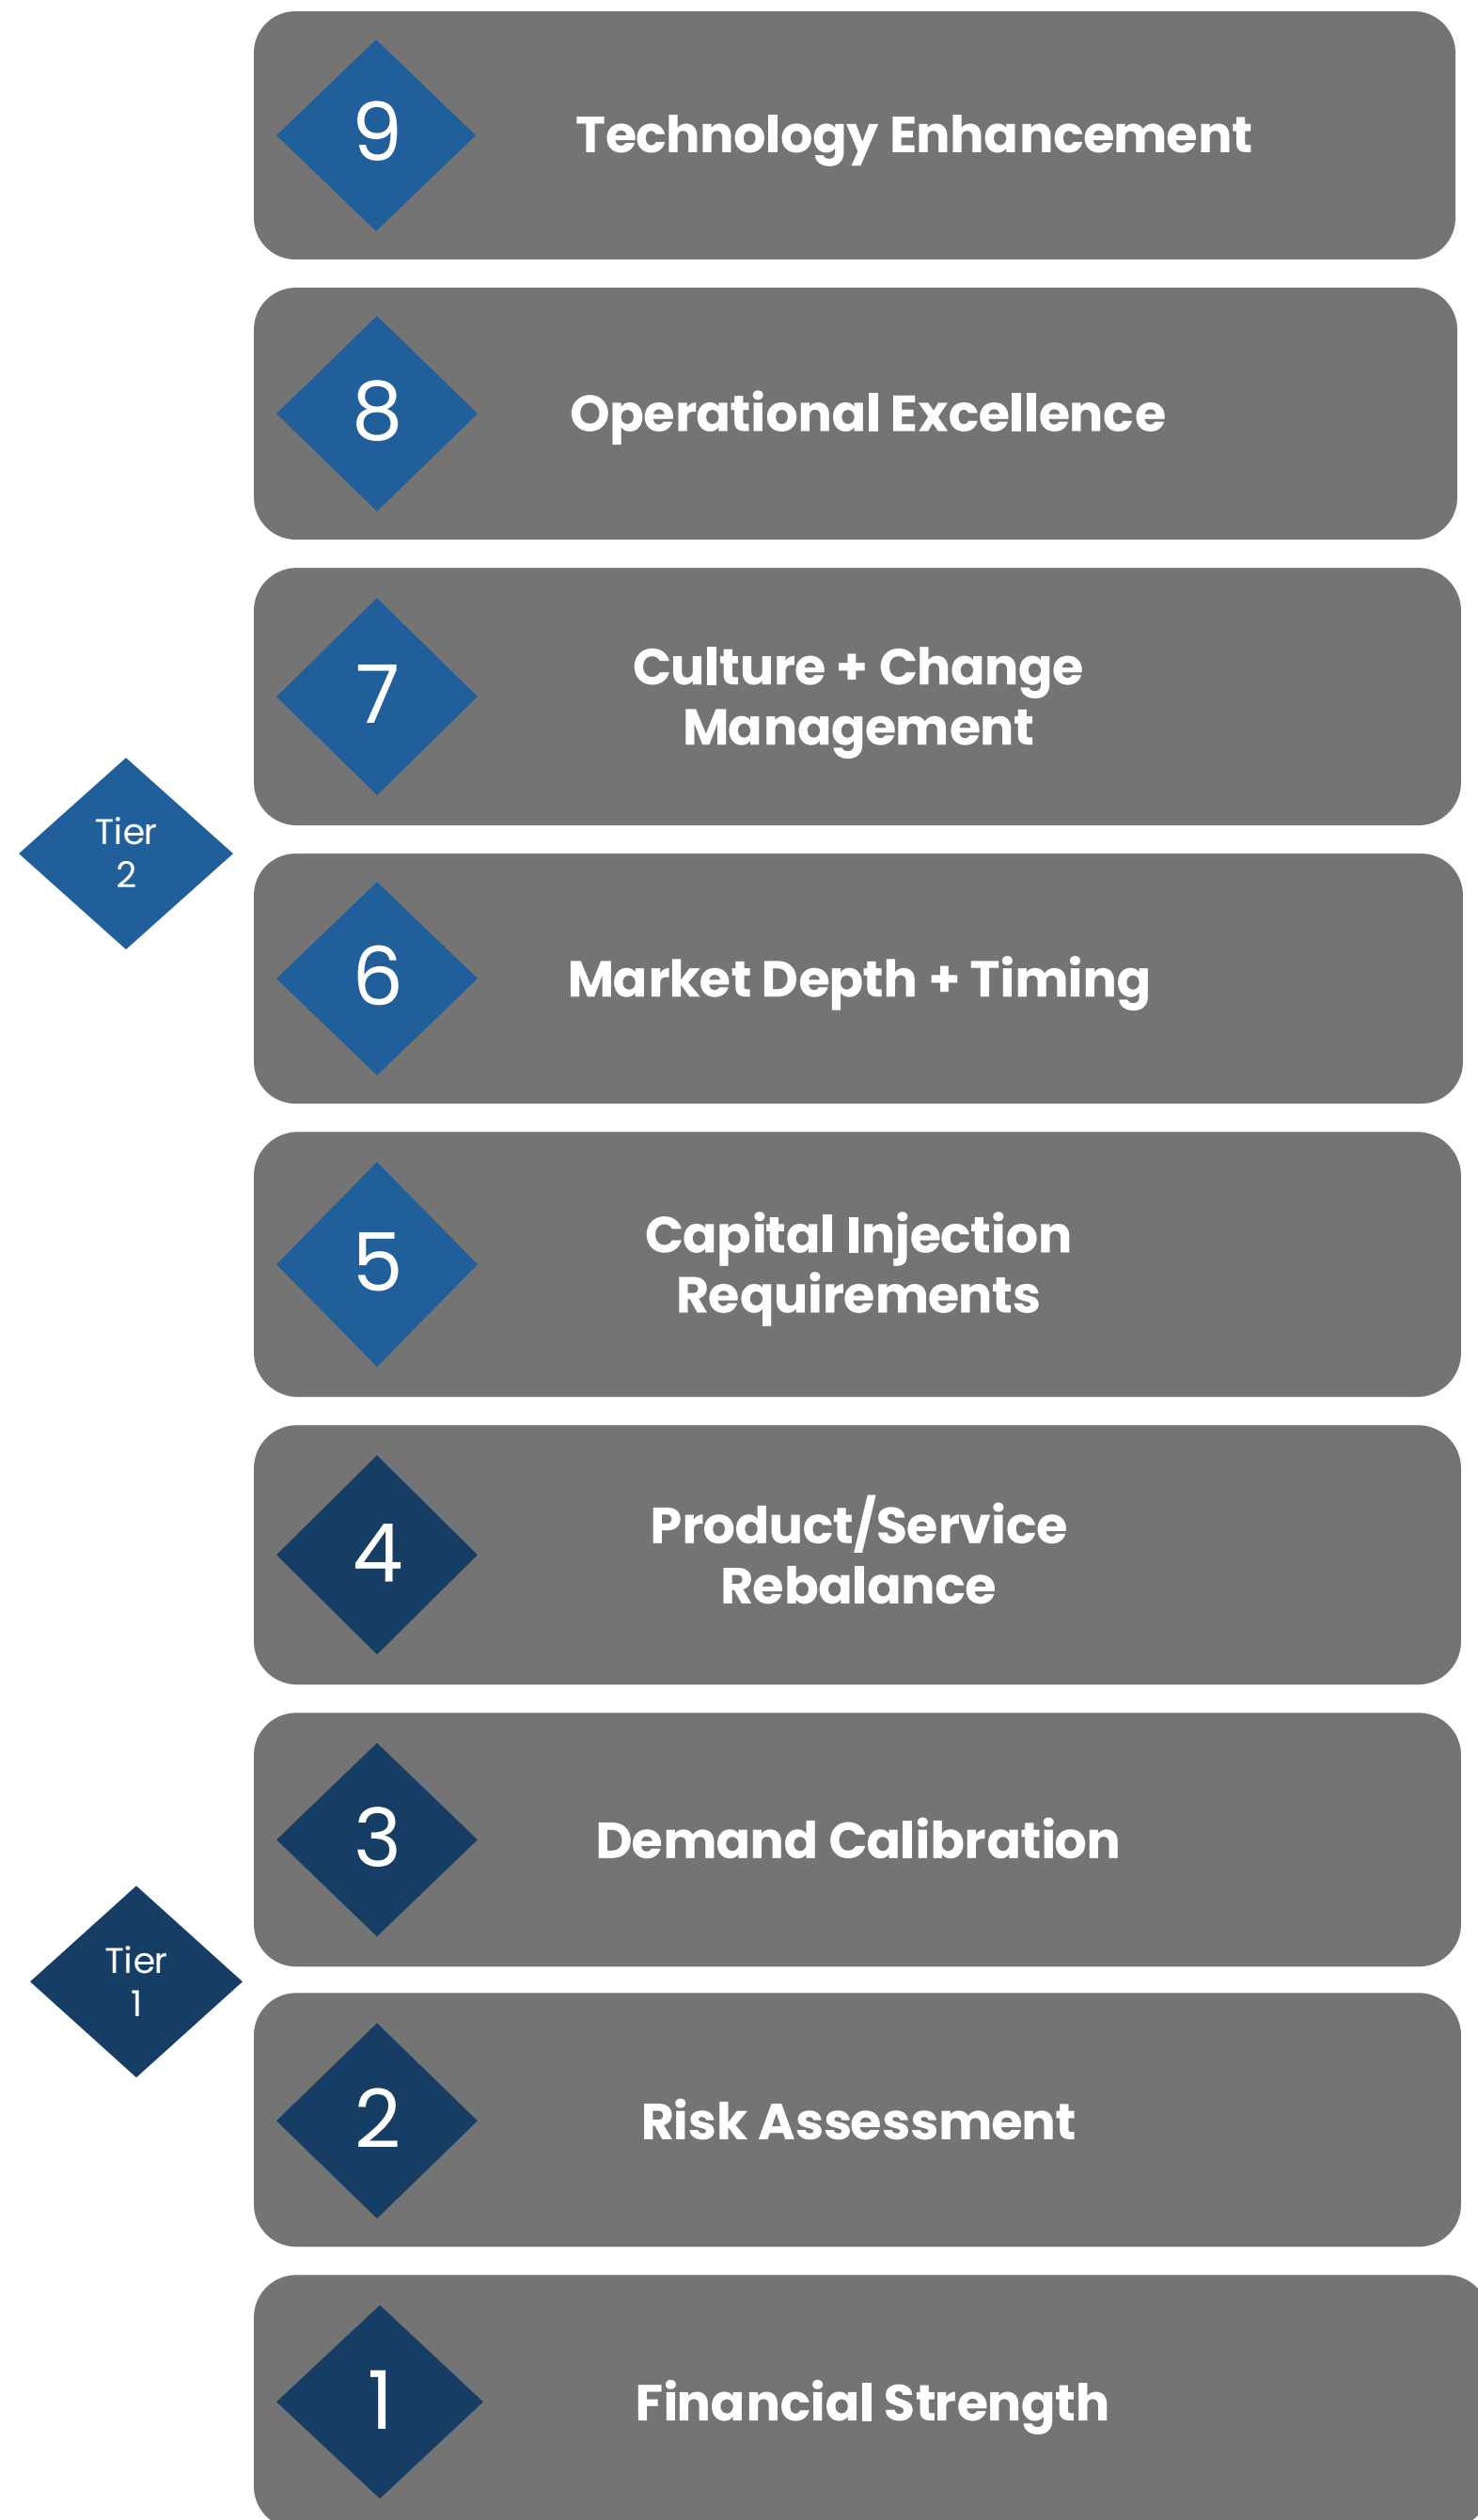 9
Technology Enhancement
8
Operational Excellence
7
Culture + Change
Management
Tier
2
6
Market Depth + Timing
5
Capital Injection
Requirements
4
Product/Service
Rebalance
3
Demand Calibration
Tier
1
2
Risk Assessment
1
Financial Strength